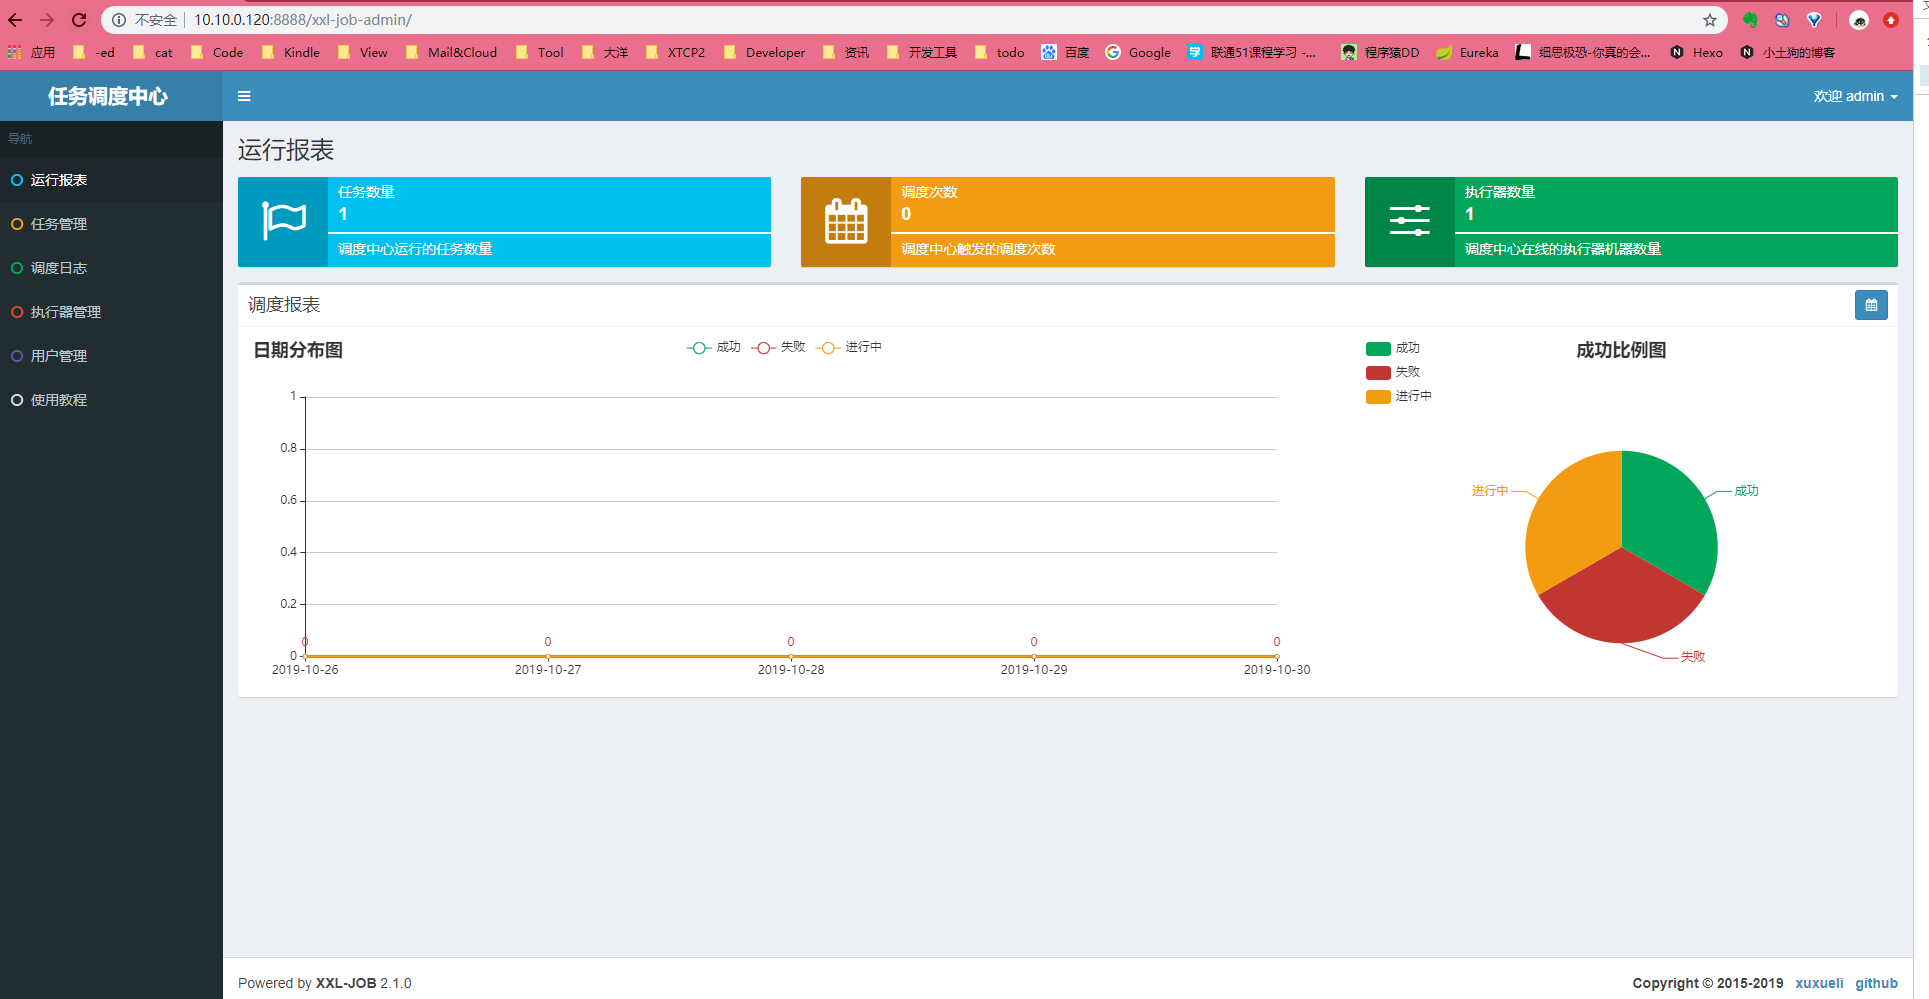 不安全 10.10.0.120:8888/xxl-job-admin/
应用 -ed cat Code Kindle View Mail&Cloud Tool 大洋 XTCP2 Developer 资讯 开发工具 todo 百度 Google 联通51课程学习 -... 程序猿DD Eureka 细思极恐-你真的会... Hexo 小土狗的博客
任务调度中心 欢迎 admin
导航
运行报表
任务管理
调度日志
执行器管理
用户管理
使用教程
运行报表
任务数量
1
调度中心运行的任务数量
调度次数
0
调度中心触发的调度次数
执行器数量
1
调度中心在线的执行器机器数量
调度报表
日期分布图
成功 失败 进行中
1
0.8
0.6
0.4
0.2
0
0 0 0 0 0
2019-10-26 2019-10-27 2019-10-28 2019-10-29 2019-10-30
成功
失败
进行中
成功比例图
进行中 成功
失败
Powered by XXL-JOB 2.1.0
Copyright © 2015-2019 xuxueli github